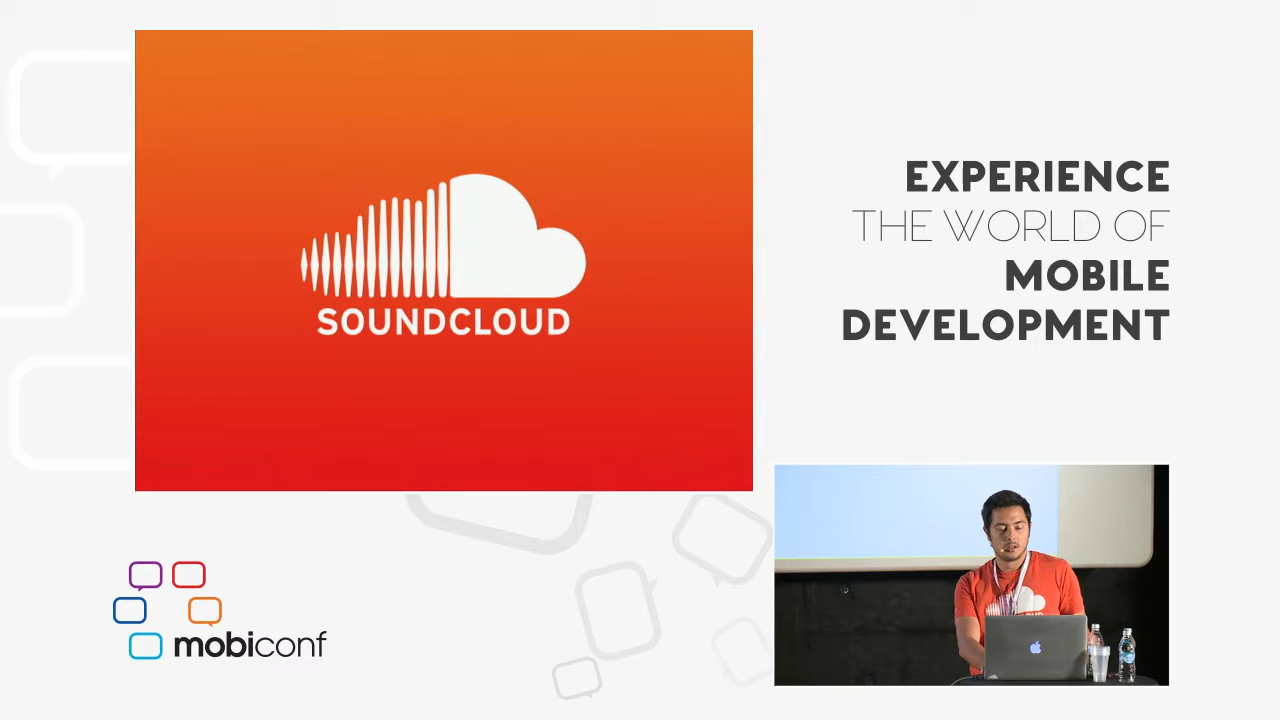 SOUNDCLOUD
EXPERIENCE
THE WORLD OF
MOBILE
DEVELOPMENT
mobiconf